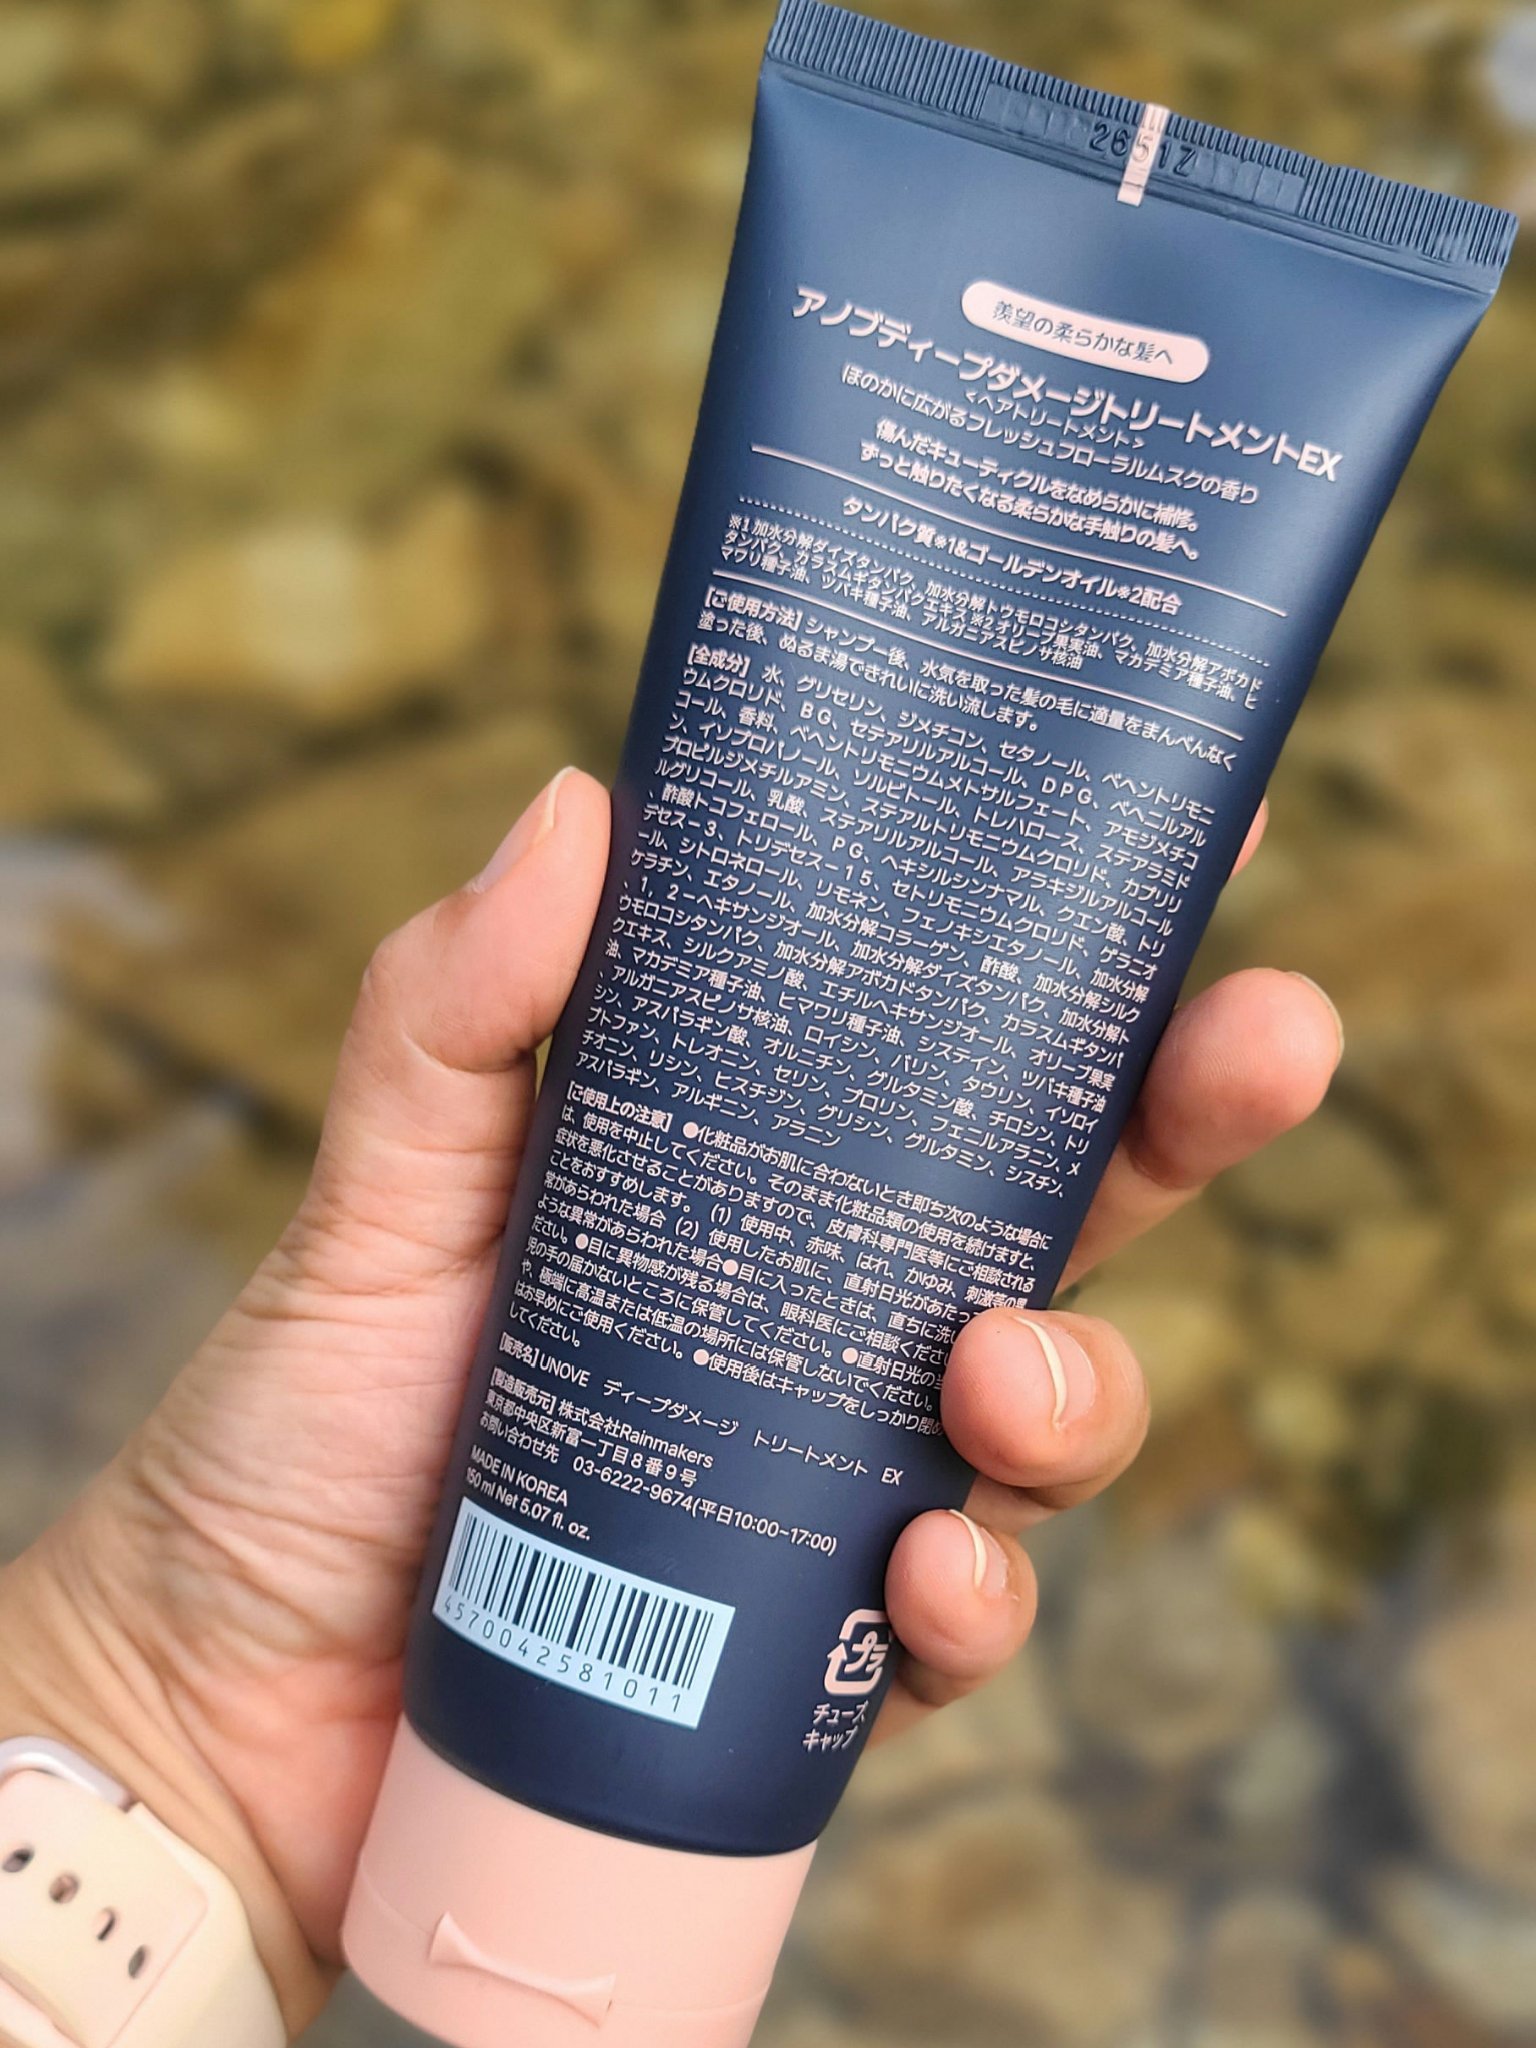 26517
羨望の柔らかな髪へ
アノブディープダメージトリートメントEX
<ヘアトリートメント>
ほのかに広がるフレッシュフローラルムスクの香り
傷んだキューティクルをなめらかに補修。
ずっと触りたくなる柔らかな手触りの髪へ。
タンパク質※1&ゴールデンオイル※2配合
※1 加水分解ダイズタンパク、加水分解トウモロコシタンパク、加水分解アボカド
タンパク、カラスムギタンパクエキス ※2 オリーブ果実油、マカデミア種子油、ヒ
マワリ種子油、ツバキ種子油、アルガニアスピノサ核油
[ご使用方法] シャンプー後、水気を取った髪の毛に適量をまんべんなく
塗った後、ぬるま湯できれいに洗い流します。
[全成分] 水、グリセリン、ジメチコン、セタノール、ベヘントリモニ
ウムクロリド、BG、セテアリルアルコール、DPG、ベヘニルアル
コール、香料、ベヘントリモニウムメトサルフェート、アモジメチコ
ン、イソプロパノール、ソルビトール、トレハロース、ステアラミド
プロピルジメチルアミン、ステアルトリモニウムクロリド、カプリリ
ルグリコール、乳酸、ステアリルアルコール、アラキジルアルコール
、酢酸トコフェロール、PG、ヘキシルシンナマル、クエン酸、トリ
デセス-3、トリデセス-15、セトリモニウムクロリド、ゲラニオ
ール、シトロネロール、リモネン、フェノキシエタノール、加水分解
ケラチン、エタノール、加水分解コラーゲン、酢酸、加水分解シルク
、1,2-ヘキサンジオール、加水分解ダイズタンパク、加水分解ト
ウモロコシタンパク、加水分解アボカドタンパク、カラスムギタンパ
クエキス、シルクアミノ酸、エチルヘキサンジオール、オリーブ果実
油、マカデミア種子油、ヒマワリ種子油、システイン、ツバキ種子油
、アルガニアスピノサ核油、ロイシン、バリン、タウリン、イソロイ
シン、アスパラギン酸、オルニチン、グルタミン酸、チロシン、トリ
プトファン、トレオニン、セリン、プロリン、フェニルアラニン、メ
チオニン、リシン、ヒスチジン、グリシン、グルタミン、シスチン、
アスパラギン、アルギニン、アラニン
[ご使用上の注意] ●化粧品がお肌に合わないとき即ち次のような場合に
は、使用を中止してください。そのまま化粧品類の使用を続けますと、
症状を悪化させることがありますので、皮膚科専門医等にご相談される
ことをおすすめします。 (1) 使用中、赤味、はれ、かゆみ、刺激等の異
常があらわれた場合 (2) 使用したお肌に、直射日光があたって
ような異常があらわれた場合●目に入ったときは、直ちに洗い
ださい。●目に異物感が残る場合は、眼科医にご相談ください
児の手の届かないところに保管してください。●直射日光の当
や、極端に高温または低温の場所には保管しないでください。
はお早めにご使用ください。●使用後はキャップをしっかり閉め
してください。
[販売名] UNOVE ディープダメージ トリートメント EX
[製造販売元] 株式会社Rainmakers
東京都中央区新富一丁目8番9号
お問い合わせ先 03-6222-9674(平日10:00~17:00)
MADE IN KOREA
150 ml Net 5.07 fl. oz.
4570042581011
プラ
チューブ、
キャップ